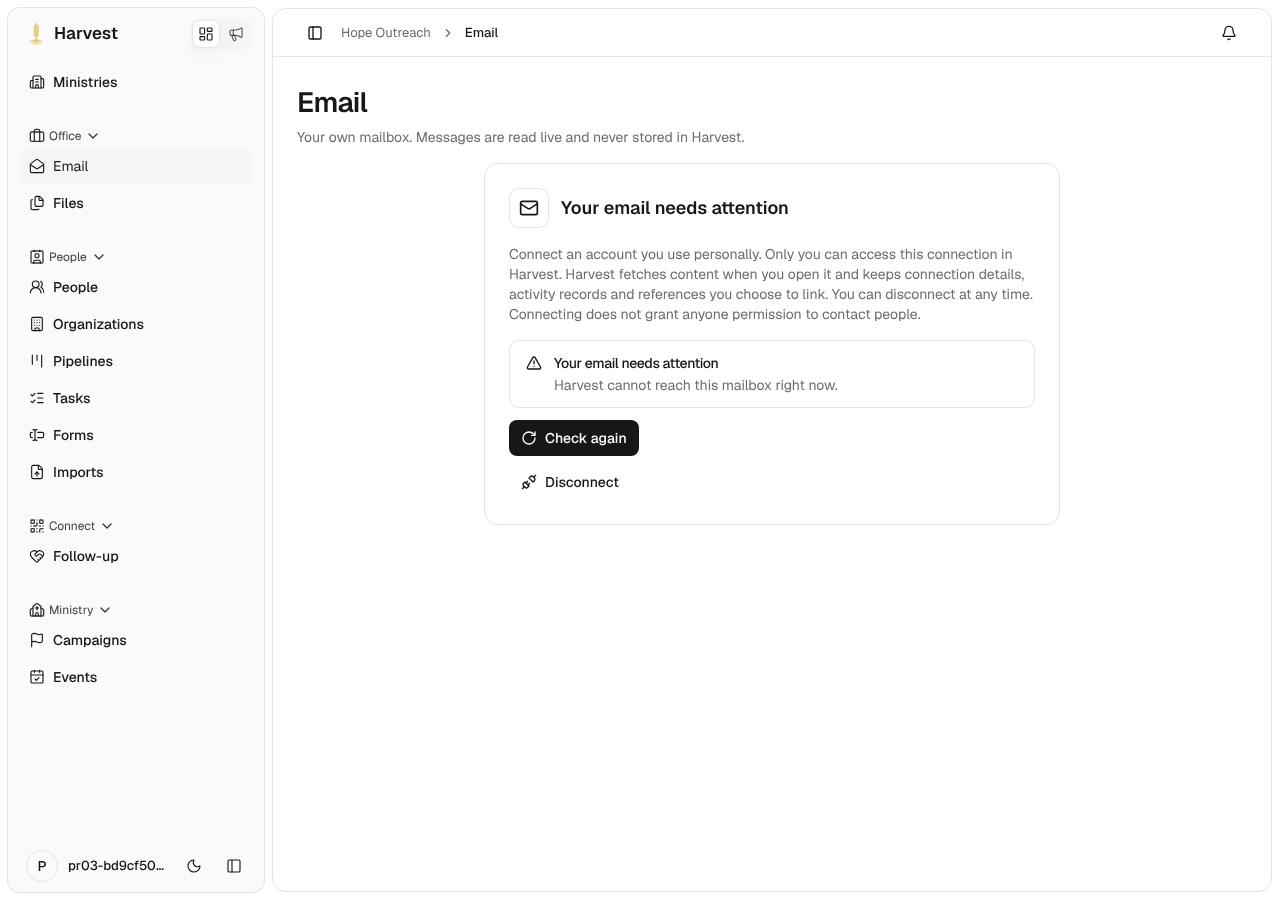 Harvest
Ministries
Office
Email
Files
People
People
Organizations
Pipelines
Tasks
Forms
Imports
Connect
Follow-up
Ministry
Campaigns
Events
P
pr03-bd9cf50...
Hope Outreach > Email
Email
Your own mailbox. Messages are read live and never stored in Harvest.
Your email needs attention
Connect an account you use personally. Only you can access this connection in
Harvest. Harvest fetches content when you open it and keeps connection details,
activity records and references you choose to link. You can disconnect at any time.
Connecting does not grant anyone permission to contact people.
Your email needs attention
Harvest cannot reach this mailbox right now.
Check again
Disconnect